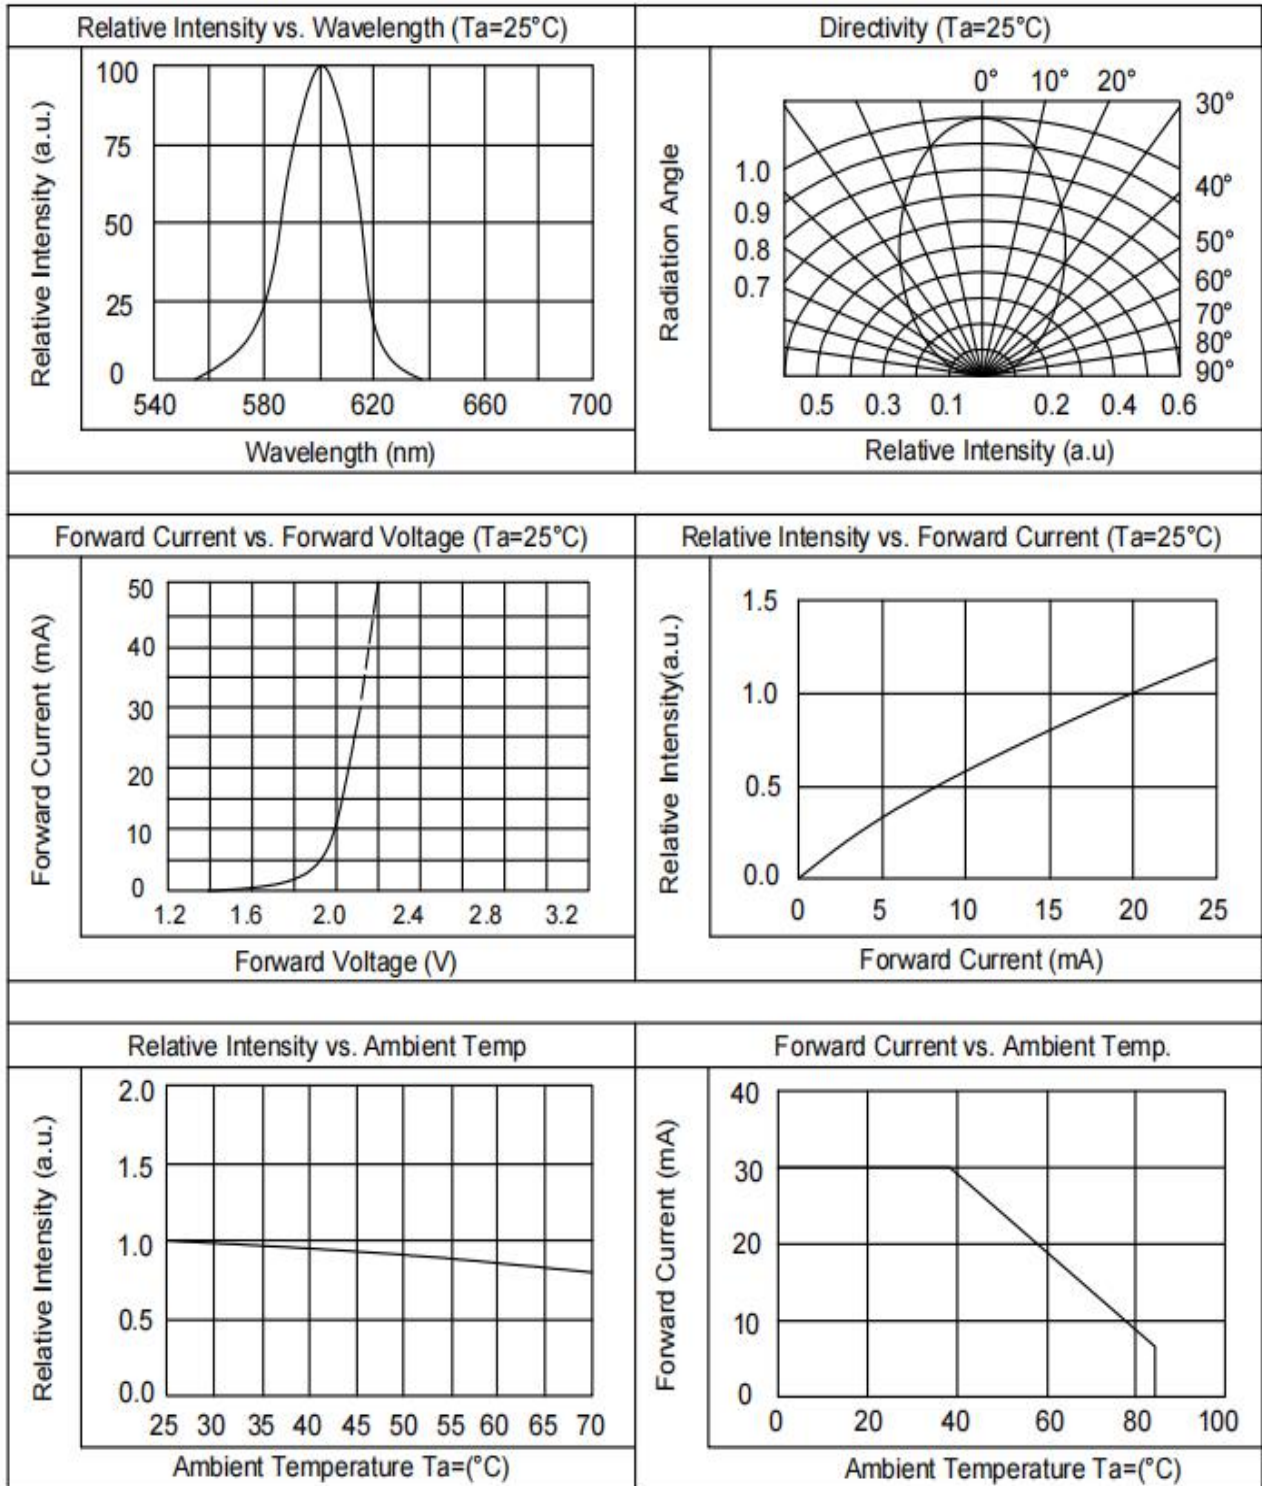 Relative Intensity vs. Wavelength (Ta=25°C)
Relative Intensity (a.u.)
100
75
50
25
0
540 580 620 660 700
Wavelength (nm)
Directivity (Ta=25°C)
Radiation Angle
0° 10° 20°
30°
40°
50°
60°
70°
80°
90°
1.0
0.9
0.8
0.7
0.5 0.3 0.1 0.2 0.4 0.6
Relative Intensity (a.u)
Forward Current vs. Forward Voltage (Ta=25°C)
Forward Current (mA)
50
40
30
20
10
0
1.2 1.6 2.0 2.4 2.8 3.2
Forward Voltage (V)
Relative Intensity vs. Forward Current (Ta=25°C)
Relative Intensity(a.u.)
1.5
1.0
0.5
0.0
0 5 10 15 20 25
Forward Current (mA)
Relative Intensity vs. Ambient Temp
Relative Intensity (a.u.)
2.0
1.5
1.0
0.5
0.0
25 30 35 40 45 50 55 60 65 70
Ambient Temperature Ta=(°C)
Forward Current vs. Ambient Temp.
Forward Current (mA)
40
30
20
10
0
0 20 40 60 80 100
Ambient Temperature Ta=(°C)